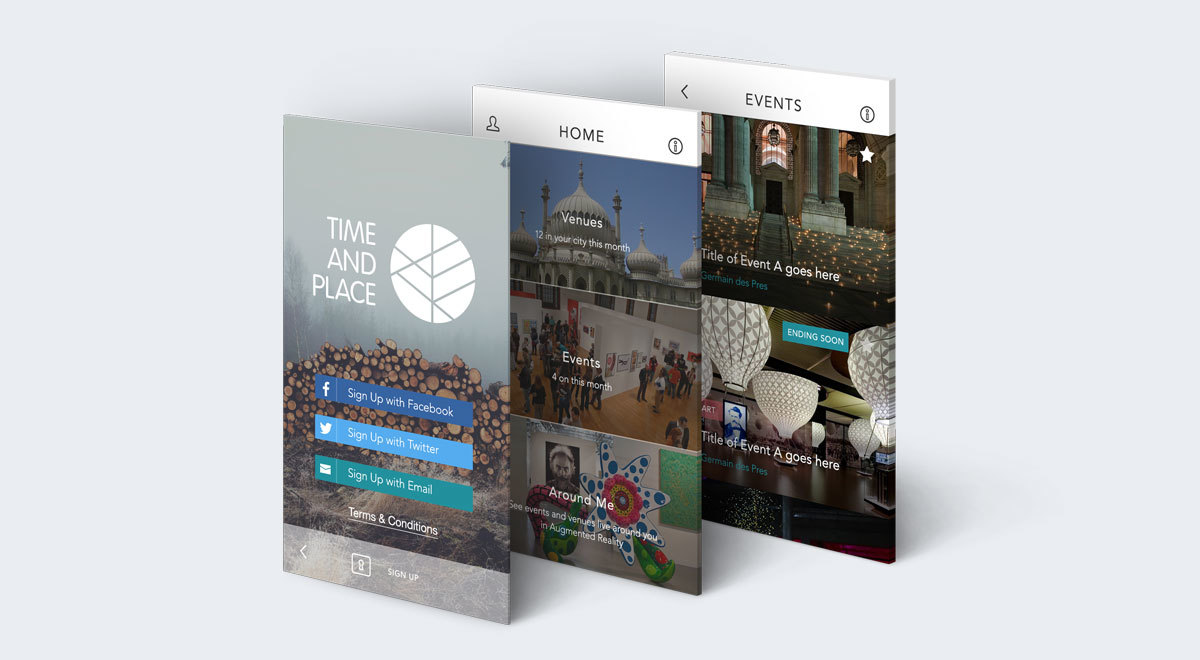 TIME
AND
PLACE
Sign Up with Facebook
Sign Up with Twitter
Sign Up with Email
Terms & Conditions
SIGN UP
HOME
Venues
12 in your city this month
Events
4 on this month
Around Me
See events and venues live around you
in Augmented Reality
EVENTS
Title of Event A goes here
Germain des Pres
ENDING SOON
ART
Title of Event A goes here
Germain des Pres